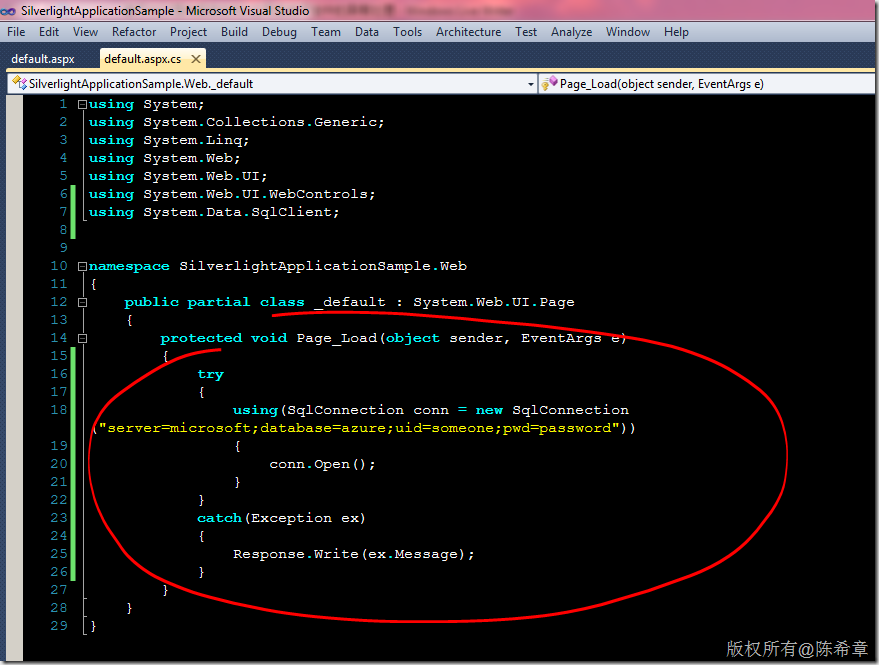 SilverlightApplicationSample - Microsoft Visual Studio
File Edit View Refactor Project Build Debug Team Data Tools Architecture Test Analyze Window Help
default.aspx default.aspx.cs
SilverlightApplicationSample.Web._default Page_Load(object sender, EventArgs e)
1 using System;
2 using System.Collections.Generic;
3 using System.Linq;
4 using System.Web;
5 using System.Web.UI;
6 using System.Web.UI.WebControls;
7 using System.Data.SqlClient;
8
9
10 namespace SilverlightApplicationSample.Web
11 {
12 public partial class _default : System.Web.UI.Page
13 {
14 protected void Page_Load(object sender, EventArgs e)
15 {
16 try
17 {
18 using(SqlConnection conn = new SqlConnection
("server=microsoft;database=azure;uid=someone;pwd=password"))
19 {
20 conn.Open();
21 }
22 }
23 catch(Exception ex)
24 {
25 Response.Write(ex.Message);
26 }
27 }
28 }
29 }
版权所有@陈希章